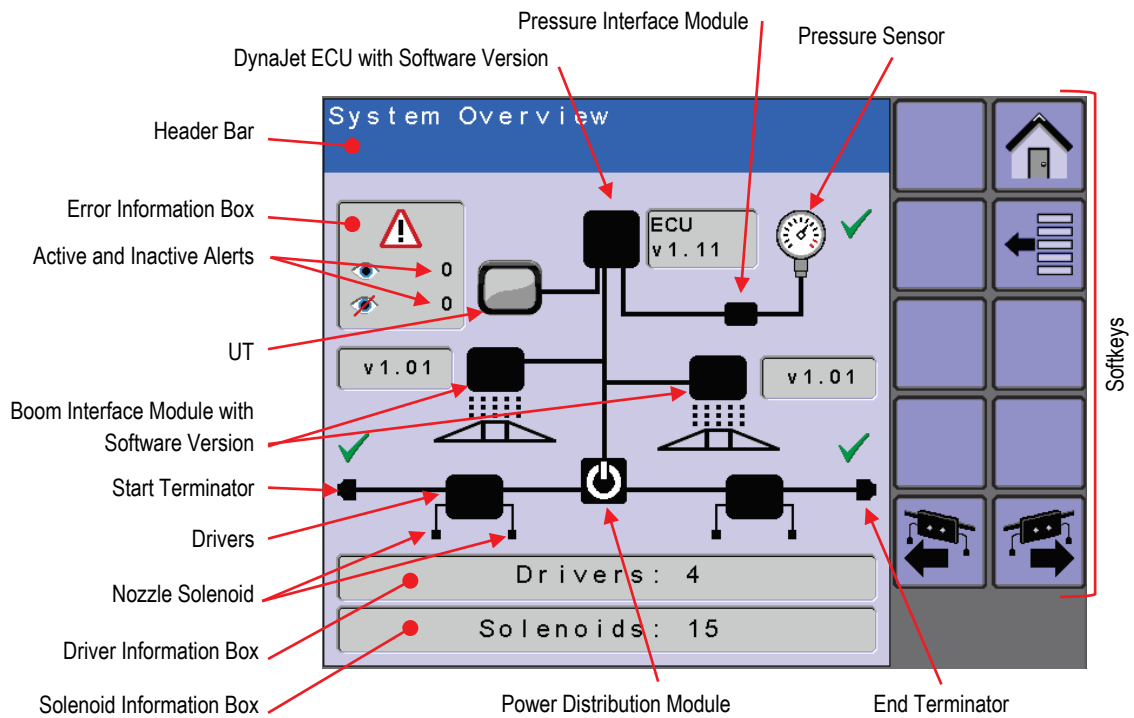 Pressure Interface Module
Pressure Sensor
DynaJet ECU with Software Version
Header Bar
System Overview
Error Information Box
Active and Inactive Alerts
0
0
ECU
v1.11
UT
v1.01
v1.01
Boom Interface Module with
Software Version
Start Terminator
Drivers
Nozzle Solenoid
Drivers: 4
Driver Information Box
Solenoids: 15
Solenoid Information Box
Power Distribution Module
End Terminator
Softkeys